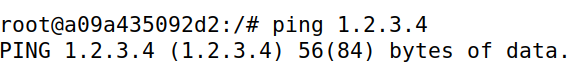 root@a09a435092d2:/# ping 1.2.3.4
PING 1.2.3.4 (1.2.3.4) 56(84) bytes of data.